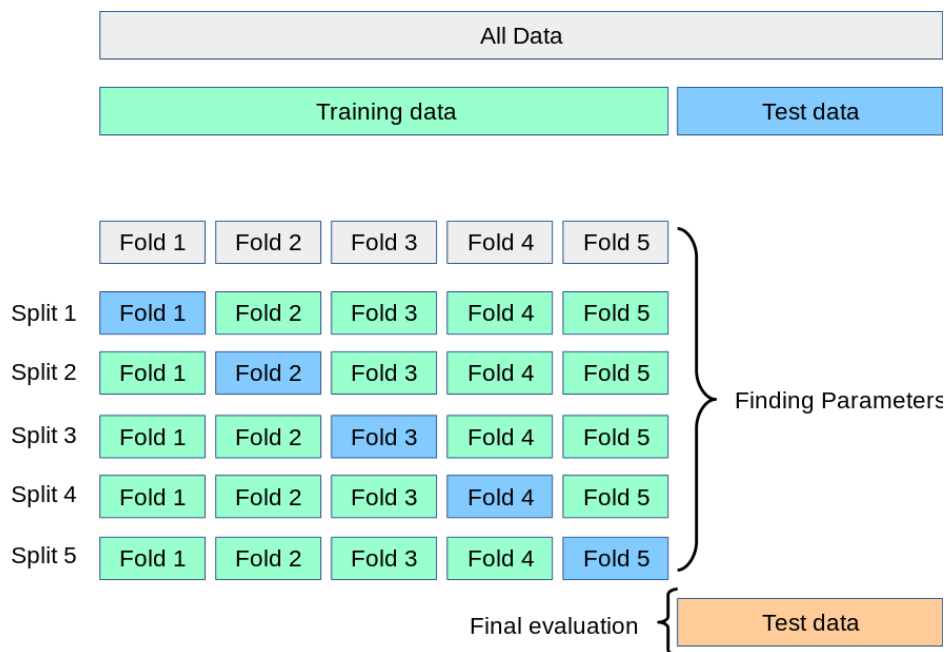 All Data
Training data Test data
Fold 1 Fold 2 Fold 3 Fold 4 Fold 5
Split 1 Fold 1 Fold 2 Fold 3 Fold 4 Fold 5
Split 2 Fold 1 Fold 2 Fold 3 Fold 4 Fold 5
Finding Parameters
Split 3 Fold 1 Fold 2 Fold 3 Fold 4 Fold 5
Split 4 Fold 1 Fold 2 Fold 3 Fold 4 Fold 5
Split 5 Fold 1 Fold 2 Fold 3 Fold 4 Fold 5
Final evaluation Test data